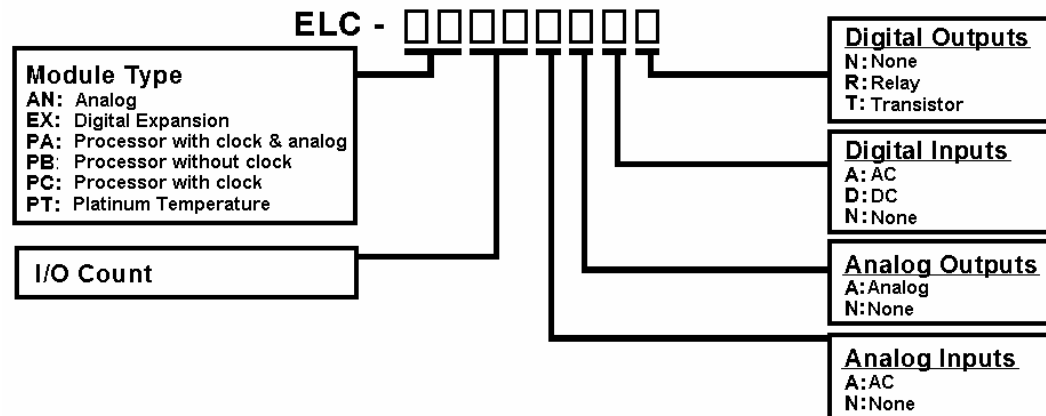 ELC -
Module Type
AN: Analog
EX: Digital Expansion
PA: Processor with clock & analog
PB: Processor without clock
PC: Processor with clock
PT: Platinum Temperature
I/O Count
Digital Outputs
N: None
R: Relay
T: Transistor
Digital Inputs
A: AC
D: DC
N: None
Analog Outputs
A: Analog
N: None
Analog Inputs
A: AC
N: None